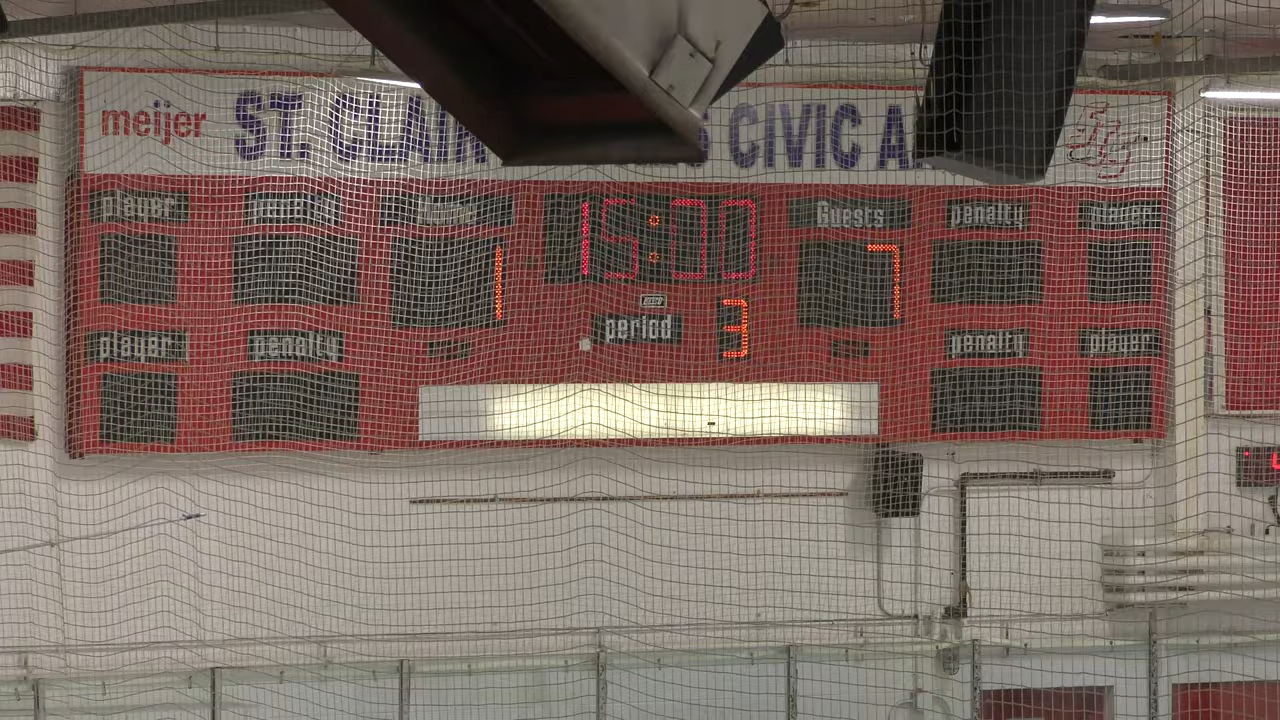 meijer ST. CLAIR S CIVIC A
player penalty Home 15:00 Guests penalty player
1 7
period 3
player penalty penalty player